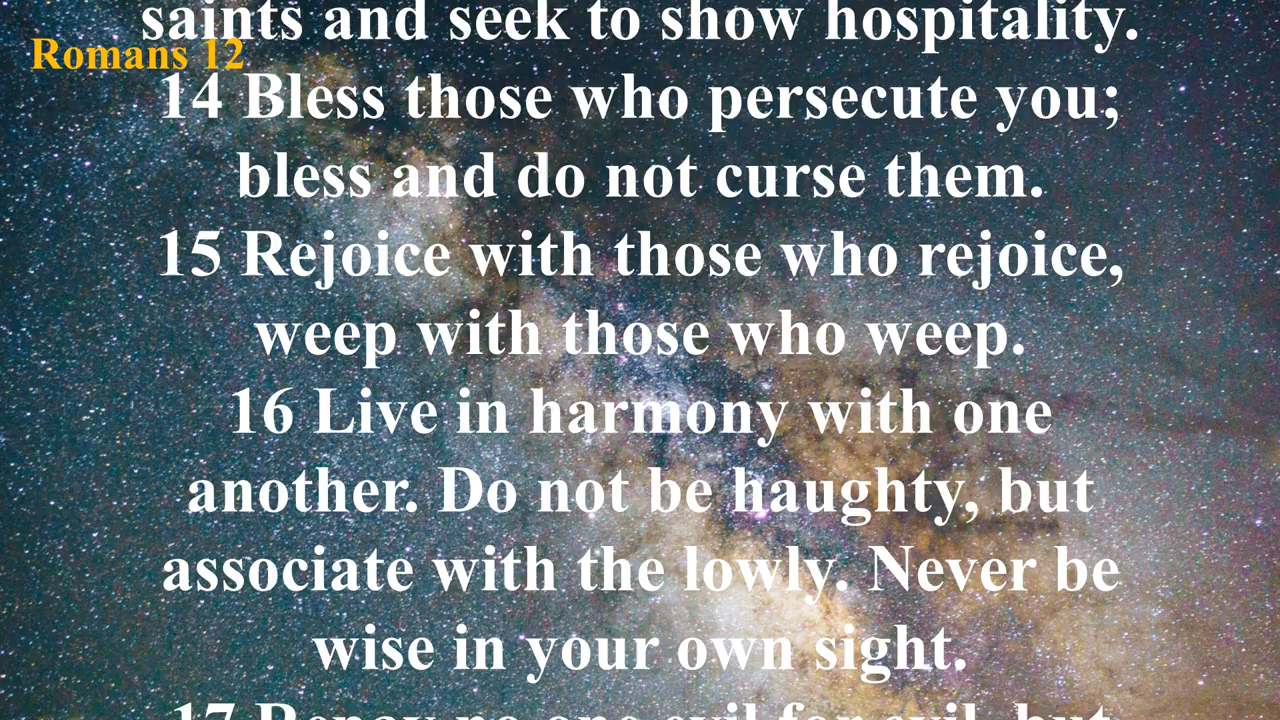 saints and seek to show hospitality.
Romans 12
14 Bless those who persecute you;
bless and do not curse them.
15 Rejoice with those who rejoice,
weep with those who weep.
16 Live in harmony with one
another. Do not be haughty, but
associate with the lowly. Never be
wise in your own sight.
17 Repay no one evil for evil, but